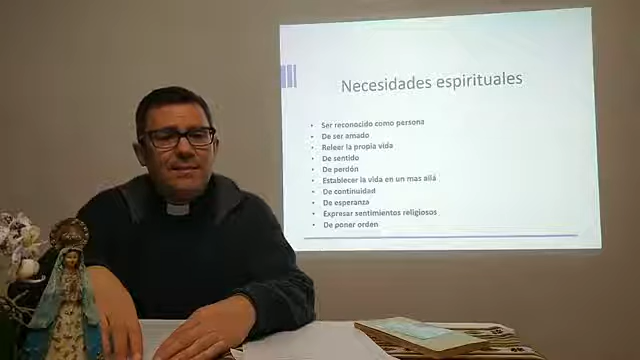 Necesidades espirituales
• Ser reconocido como persona
• De ser amado
• Releer la propia vida
• De sentido
• De perdón
• Establecer la vida en un mas allá
• De continuidad
• De esperanza
• Expresar sentimientos religiosos
• De poner orden